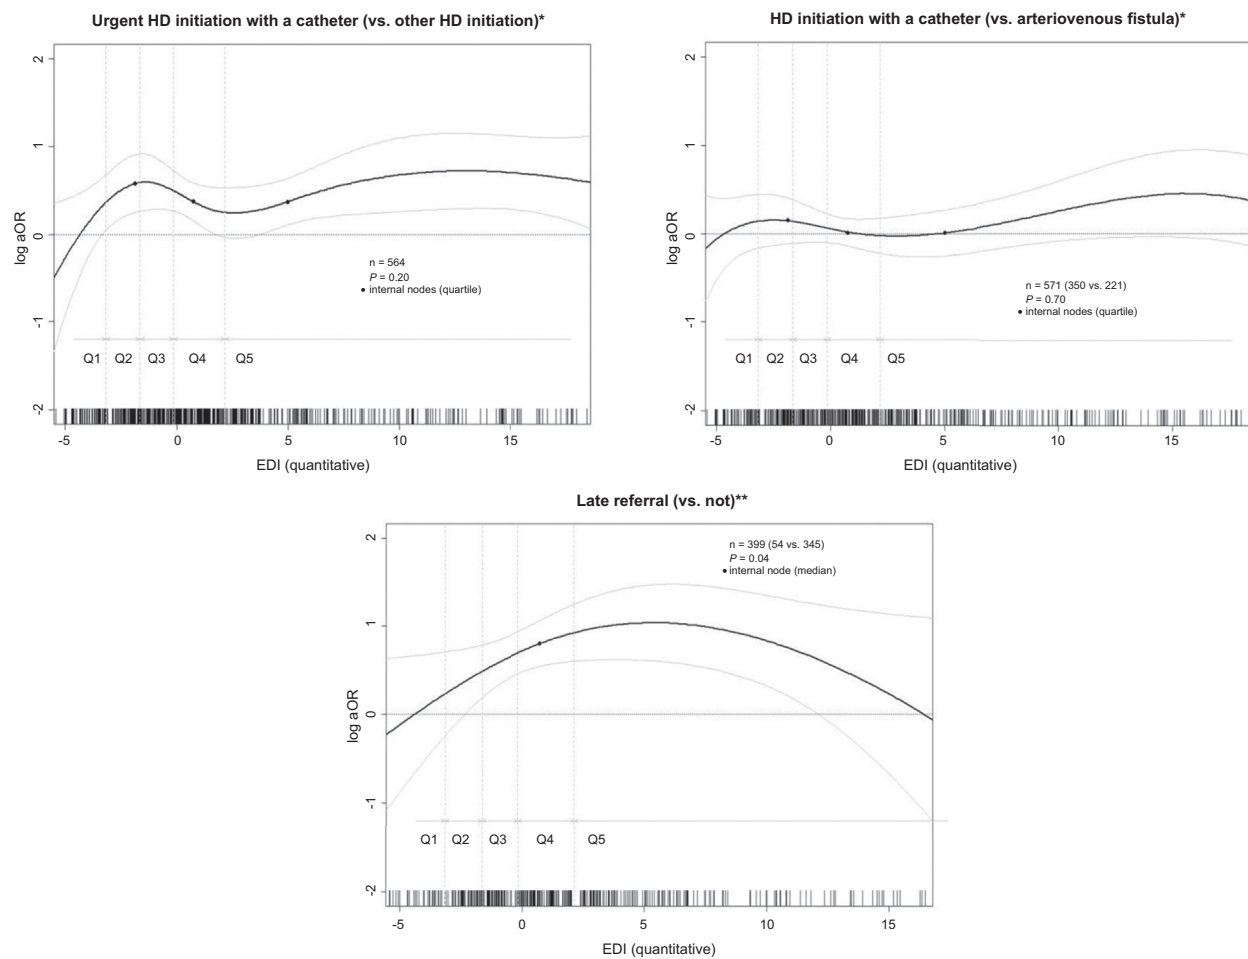 Urgent HD initiation with a catheter (vs. other HD initiation)*
2
1
0
-1
-2
log aOR
n = 564
P = 0.20
• internal nodes (quartile)
Q1 Q2 Q3 Q4 Q5
-5 0 5 10 15
EDI (quantitative)
HD initiation with a catheter (vs. arteriovenous fistula)*
2
1
0
-1
-2
log aOR
n = 571 (350 vs. 221)
P = 0.70
• internal nodes (quartile)
Q1 Q2 Q3 Q4 Q5
-5 0 5 10 15
EDI (quantitative)
Late referral (vs. not)**
2
1
0
-1
-2
log aOR
n = 399 (54 vs. 345)
P = 0.04
• internal node (median)
Q1 Q2 Q3 Q4 Q5
-5 0 5 10 15
EDI (quantitative)